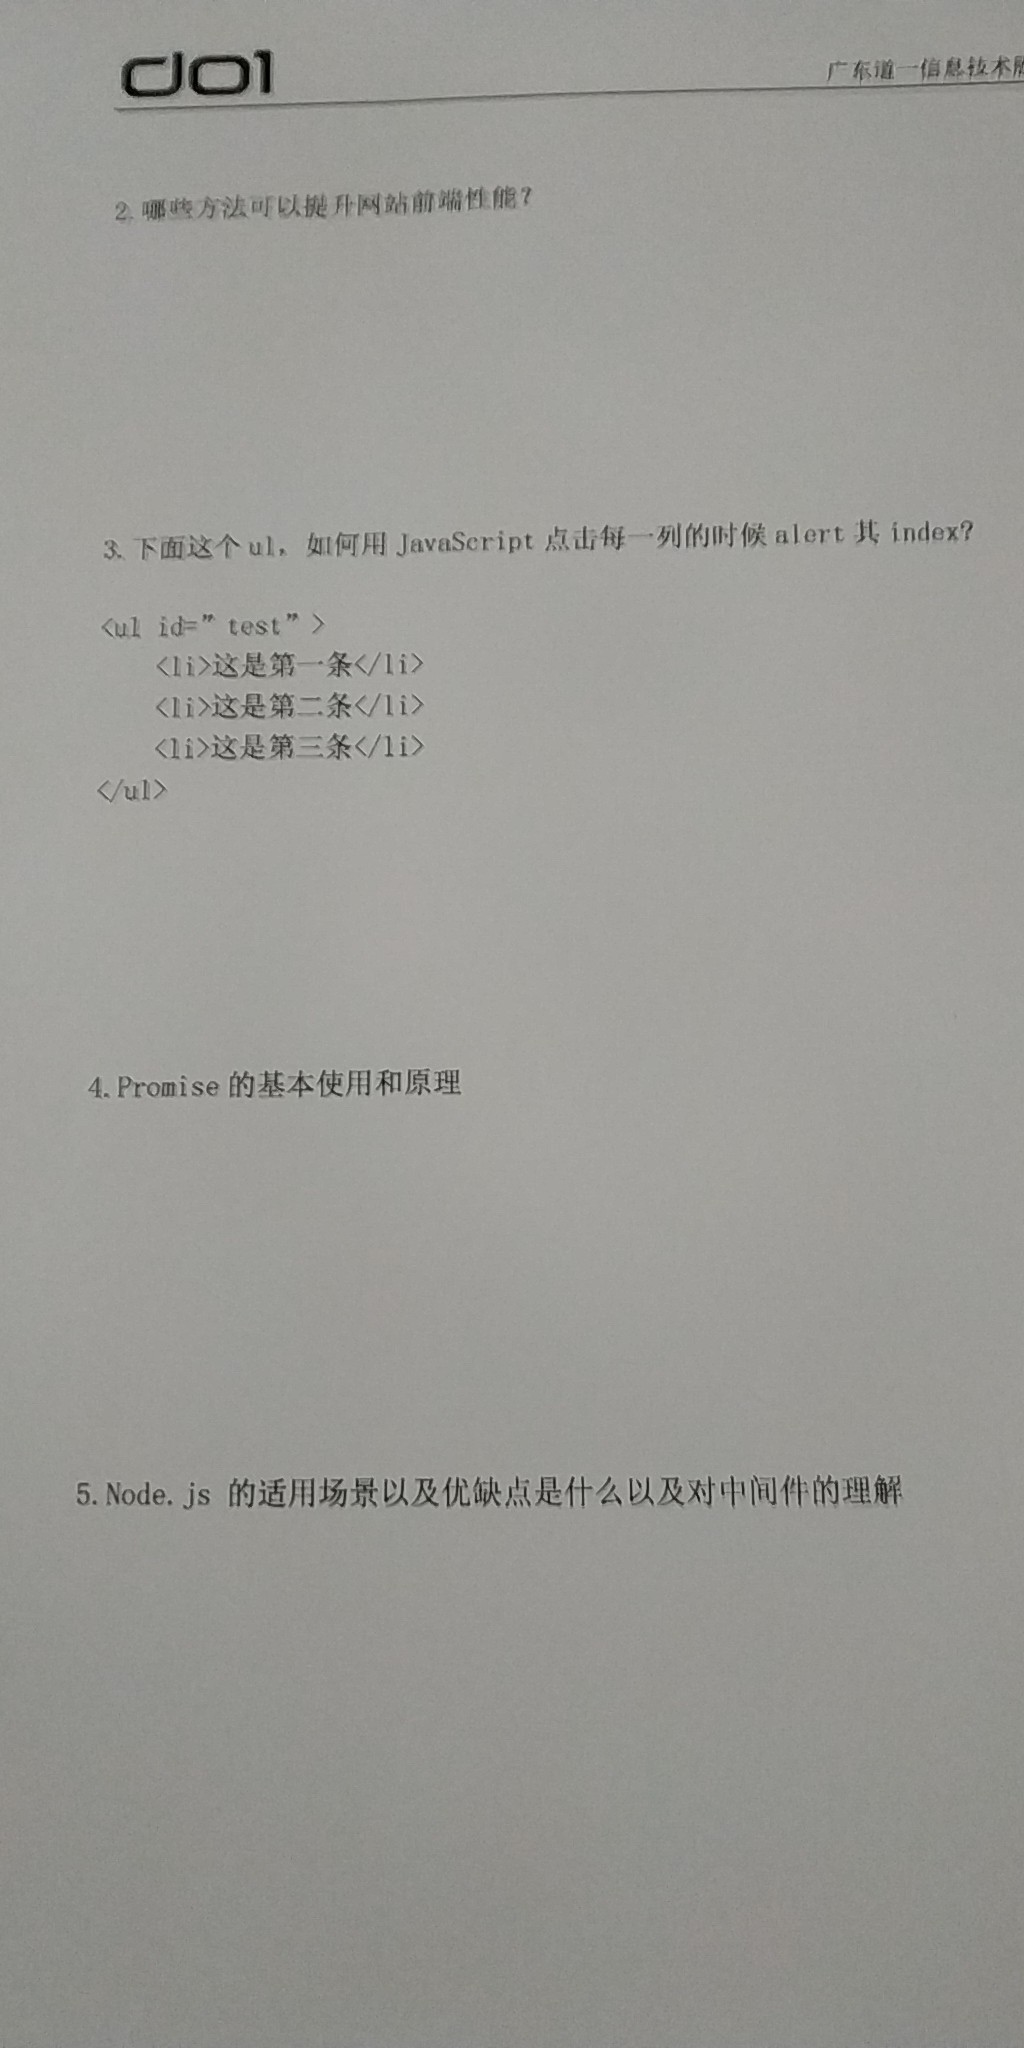 do1
广东道一信息技术
2. 哪些方法可以提升网站前端性能?
3. 下面这个 ul, 如何用 JavaScript 点击每一列的时候 alert 其 index?
<ul id=” test” >
<li>这是第一条</li>
<li>这是第二条</li>
<li>这是第三条</li>
</ul>
4. Promise 的基本使用和原理
5. Node. js 的适用场景以及优缺点是什么以及对中间件的理解